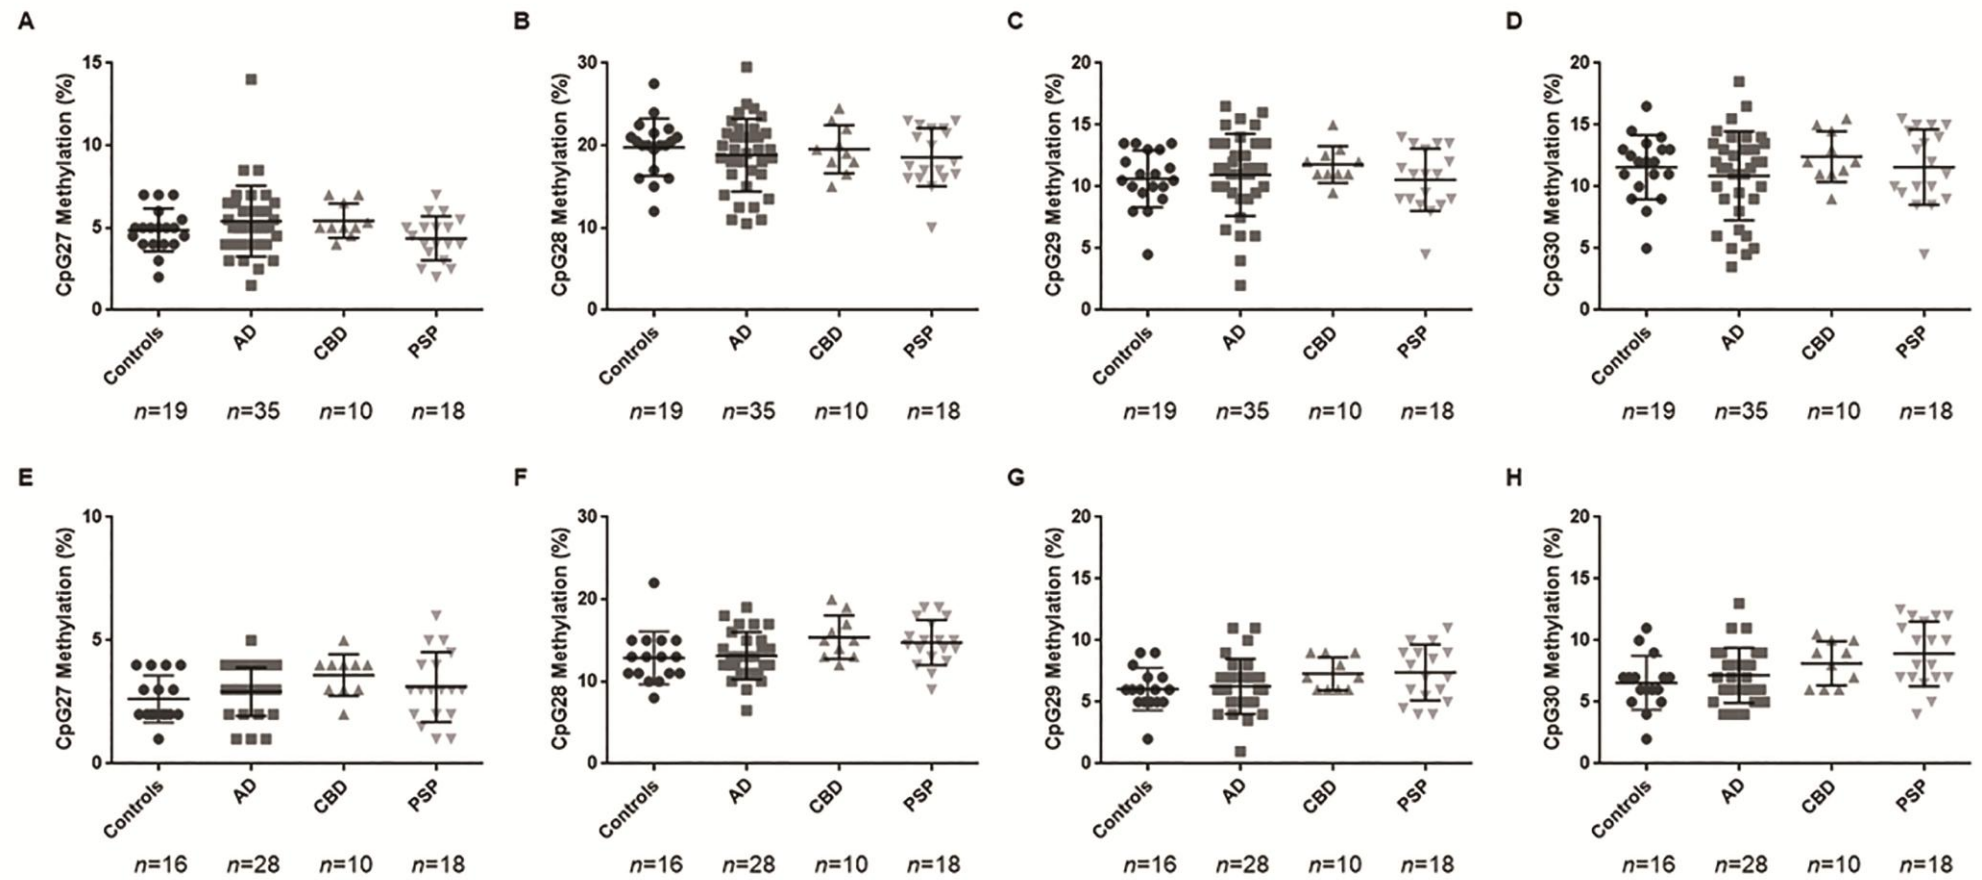 A
CpG27 Methylation (%)
15
10
5
0
Controls
AD
CBD
PSP
n=19 n=35 n=10 n=18
B
CpG28 Methylation (%)
30
20
10
0
Controls
AD
CBD
PSP
n=19 n=35 n=10 n=18
C
CpG29 Methylation (%)
20
15
10
5
0
Controls
AD
CBD
PSP
n=19 n=35 n=10 n=18
D
CpG30 Methylation (%)
20
15
10
5
0
Controls
AD
CBD
PSP
n=19 n=35 n=10 n=18
E
CpG27 Methylation (%)
10
5
0
Controls
AD
CBD
PSP
n=16 n=28 n=10 n=18
F
CpG28 Methylation (%)
30
20
10
0
Controls
AD
CBD
PSP
n=16 n=28 n=10 n=18
G
CpG29 Methylation (%)
20
15
10
5
0
Controls
AD
CBD
PSP
n=16 n=28 n=10 n=18
H
CpG30 Methylation (%)
20
15
10
5
0
Controls
AD
CBD
PSP
n=16 n=28 n=10 n=18